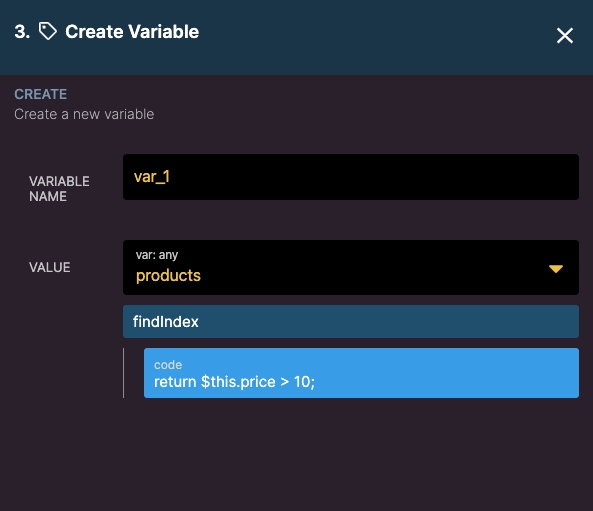 3. Create Variable
CREATE
Create a new variable
VARIABLE
NAME
var_1
VALUE
var: any
products
findIndex
code
return $this.price > 10;